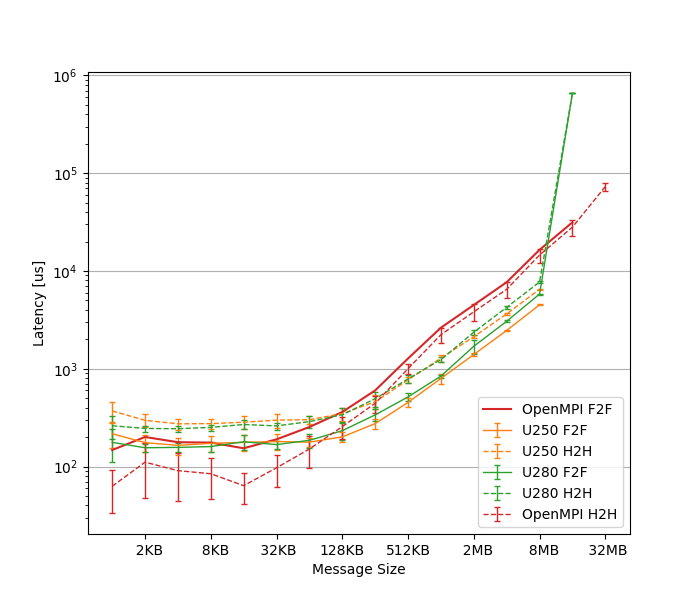 10^6
10^5
10^4
10^3
10^2
Latency [us]
2KB 8KB 32KB 128KB 512KB 2MB 8MB 32MB
Message Size
OpenMPI F2F
U250 F2F
U250 H2H
U280 F2F
U280 H2H
OpenMPI H2H